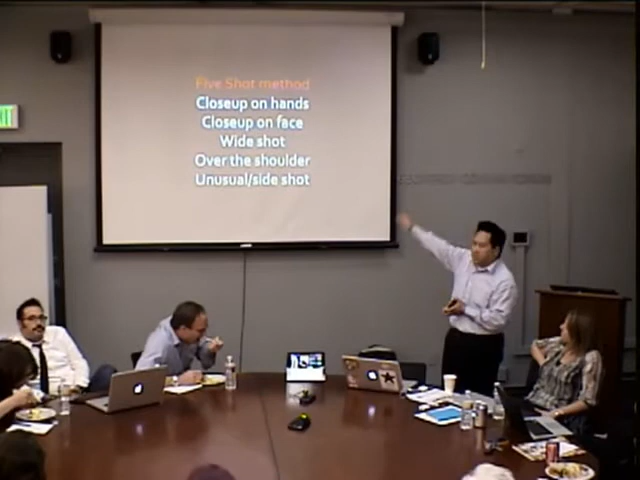 Five Shot method
Closeup on hands
Closeup on face
Wide shot
Over the shoulder
Unusual/side shot